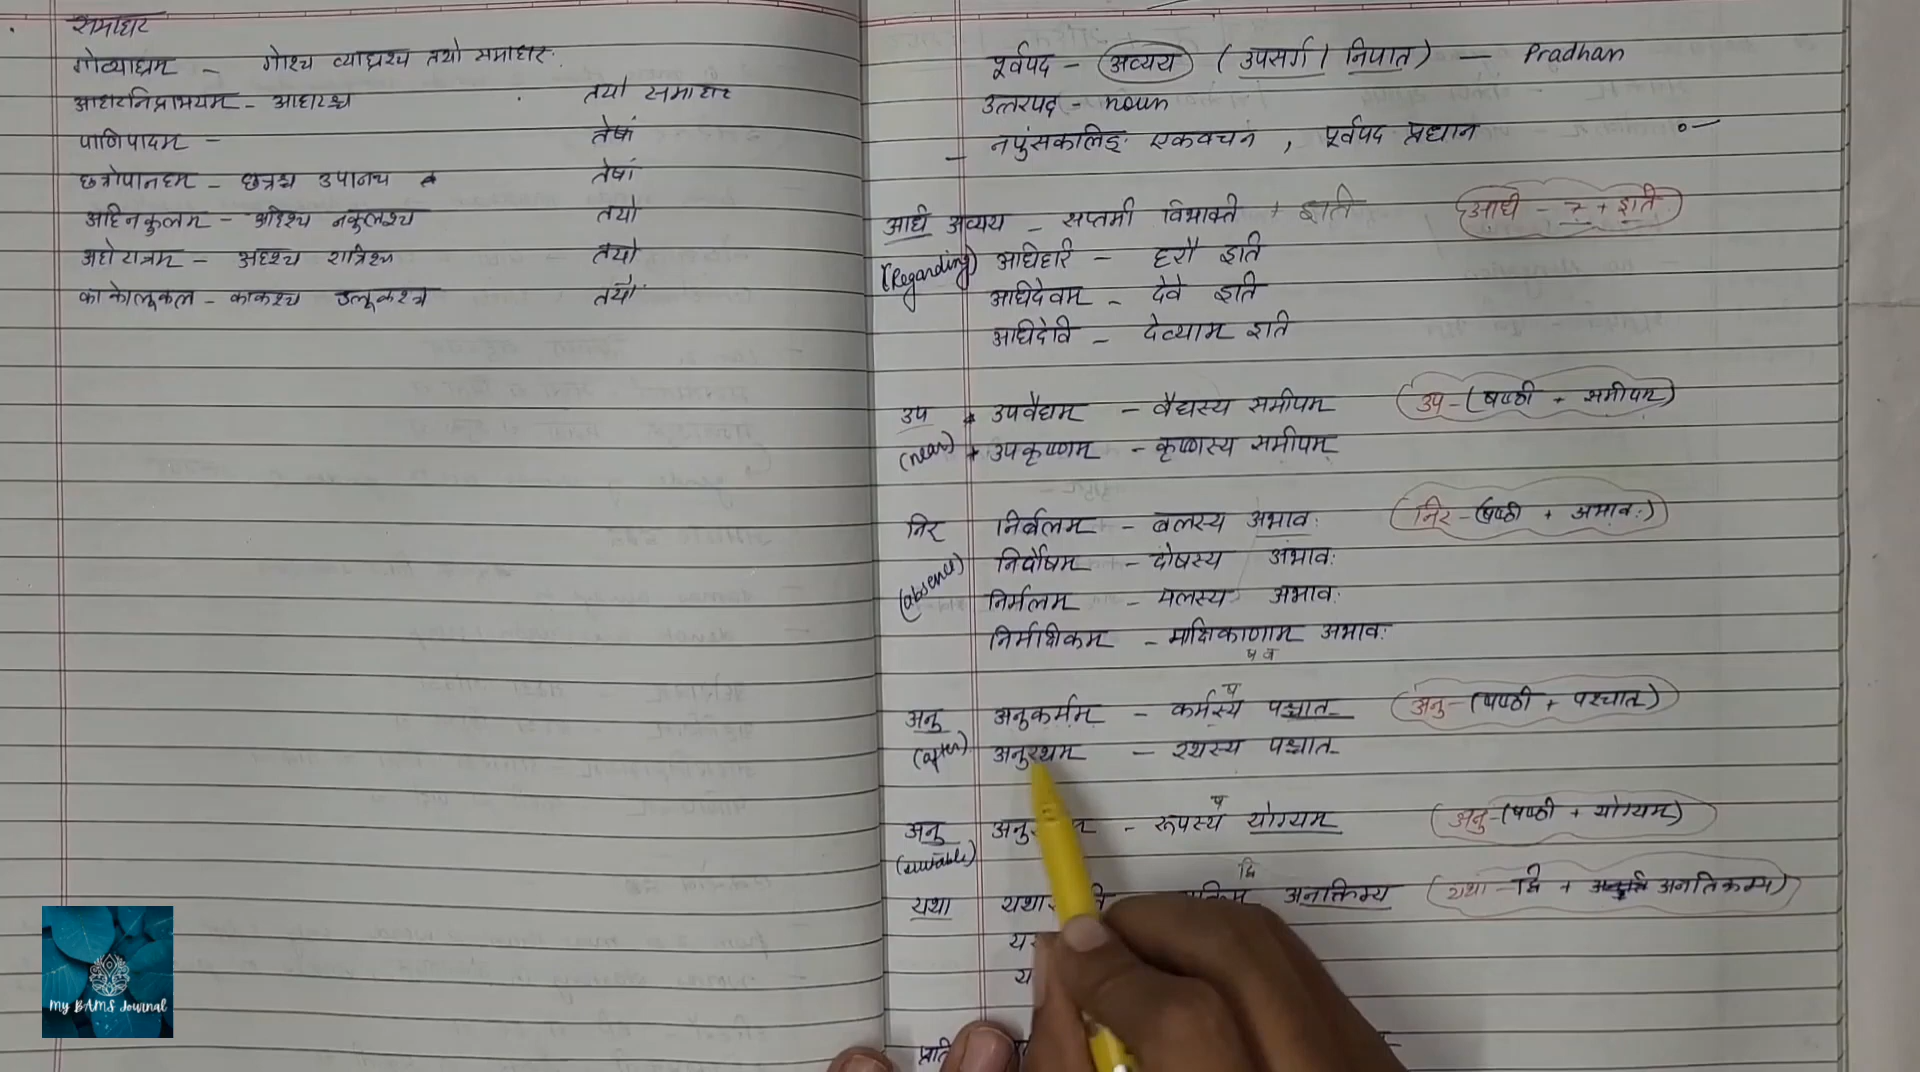 समाहार
गोव्याघ्रम - गोश्च व्याघ्रश्च तयो समाहारः
आहारनिद्राभयम - आहारश्च तयो समाहार
पाणिपादम - तेषां
छत्रोपानहम - छत्रश्च उपानच तेषां
अहिनकुलम - अहिश्च नकुलश्च तयो
अहोरात्रम - अहश्च रात्रिश्च तयो
काकोलूकल - काकश्च उलूकश्च तयो
पूर्वपद - अव्यय (उपसर्ग / निपात) - Pradhan
उत्तरपद - noun
- नपुंसकलिङ् एकवचन, पूर्वपद प्रधान
अधि अव्यय - सप्तमी विभक्ति + इति (अधि - 7 + इति)
(Regarding) अधिहरि - हरौ इति
अधिदेवम - देवे इति
अधिदेवि - देव्याम इति
उप उपवैद्यम - वैद्यस्य समीपम (उप - (षष्ठी + समीपम)
(near) + उपकृष्णम - कृष्णस्य समीपम्
निर निर्बलम - बलस्य अभावः (निर - (षष्ठी + अभावः)
(absence) निर्दोषम - दोषस्य अभावः
निर्मलम - मलस्य अभावः
निर्माक्षिकम - माक्षिकाणाम अभावः
ष व
अनु अनुकर्मम - कर्मस्य पश्चात (अनु - (षष्ठी + पश्चात)
(after) अनुरथम - रथस्य पश्चात
अनु अनु - रूपस्य योग्यम (अनु - (षष्ठी + योग्यम)
(suitable)
यथा अनतिक्रम्य (यथा - द्वि + अनतिक्रम्य)
My BAMS Journal